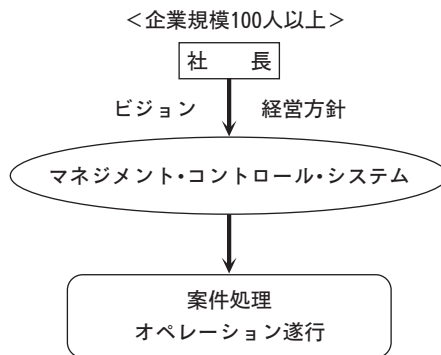 ＜企業規模100人以上＞
社　長
ビジョン　経営方針
マネジメント・コントロール・システム
案件処理
オペレーション遂行